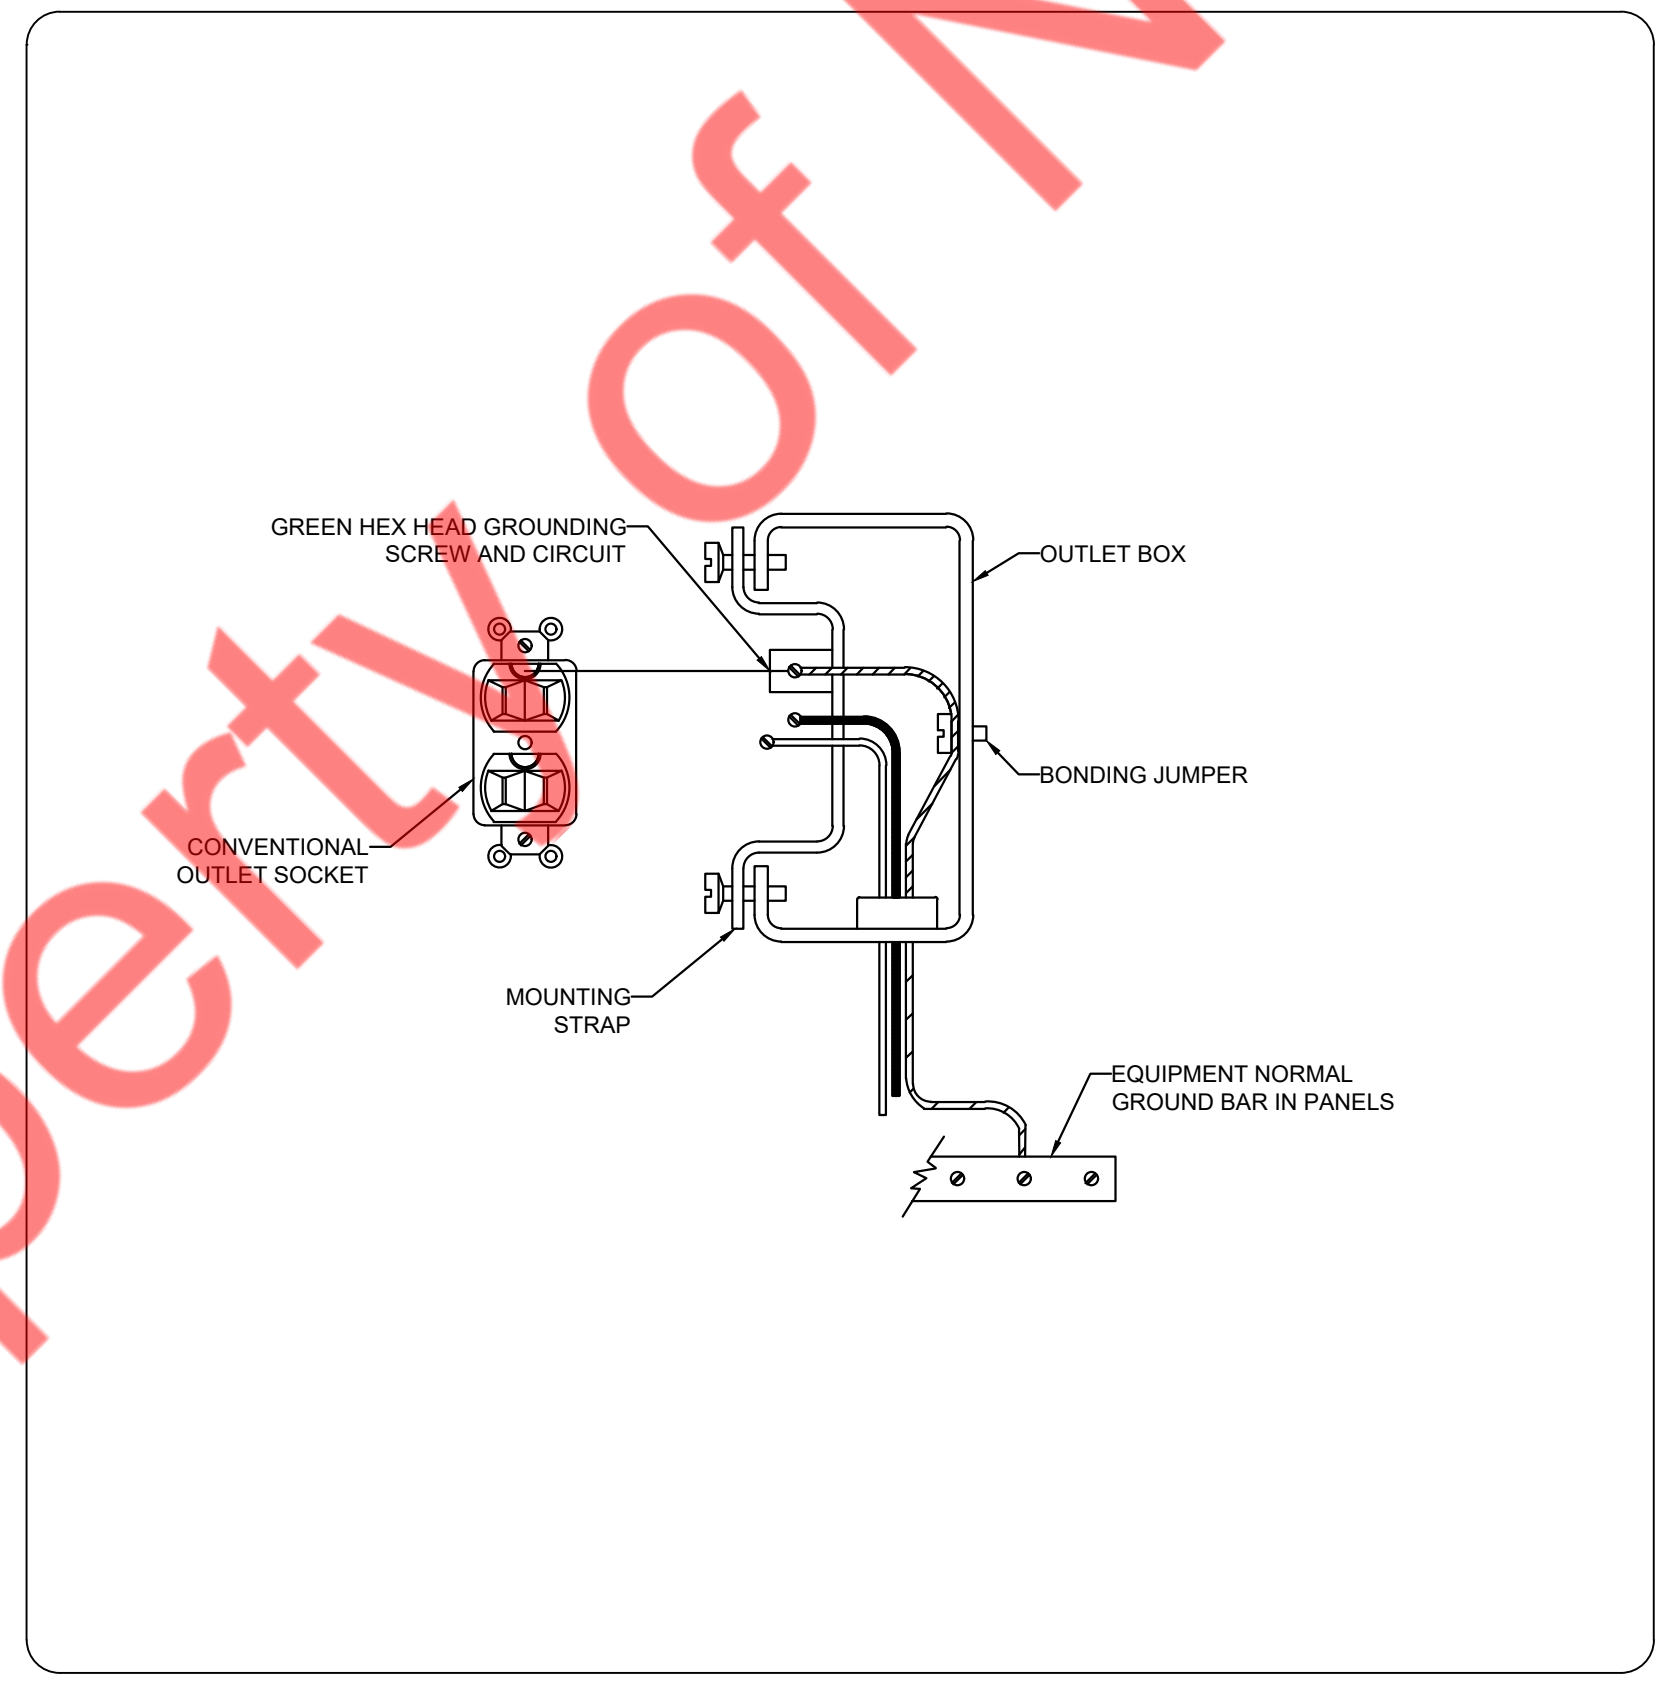 GREEN HEX HEAD GROUNDING
SCREW AND CIRCUIT
OUTLET BOX
BONDING JUMPER
CONVENTIONAL
OUTLET SOCKET
MOUNTING
STRAP
EQUIPMENT NORMAL
GROUND BAR IN PANELS
perty of